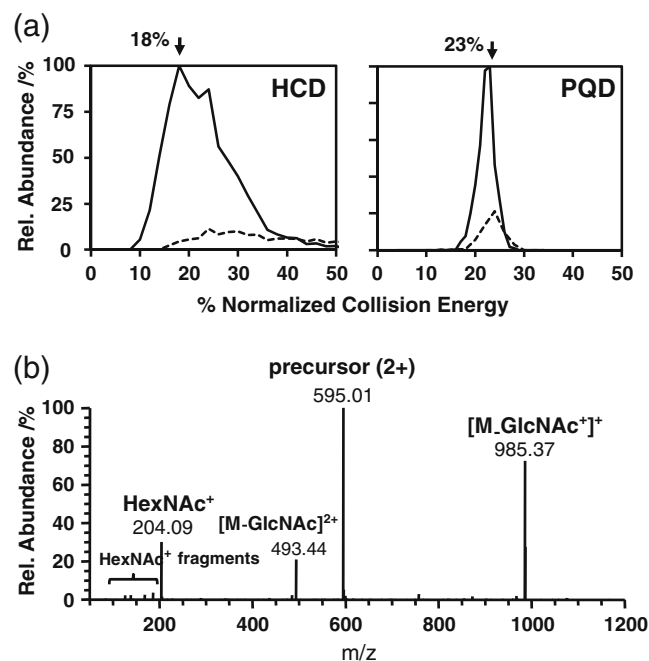 (a)
18%
23%
HCD
PQD
Rel. Abundance /%
100
75
50
25
0
0 10 20 30 40 50
0 10 20 30 40 50
% Normalized Collision Energy
(b)
precursor (2+)
595.01
[M-GlcNAc⁺]⁺
985.37
HexNAc⁺
204.09
[M-GlcNAc]²⁺
493.44
HexNAc⁺ fragments
Rel. Abundance /%
100
80
60
40
20
0
200 400 600 800 1000 1200
m/z